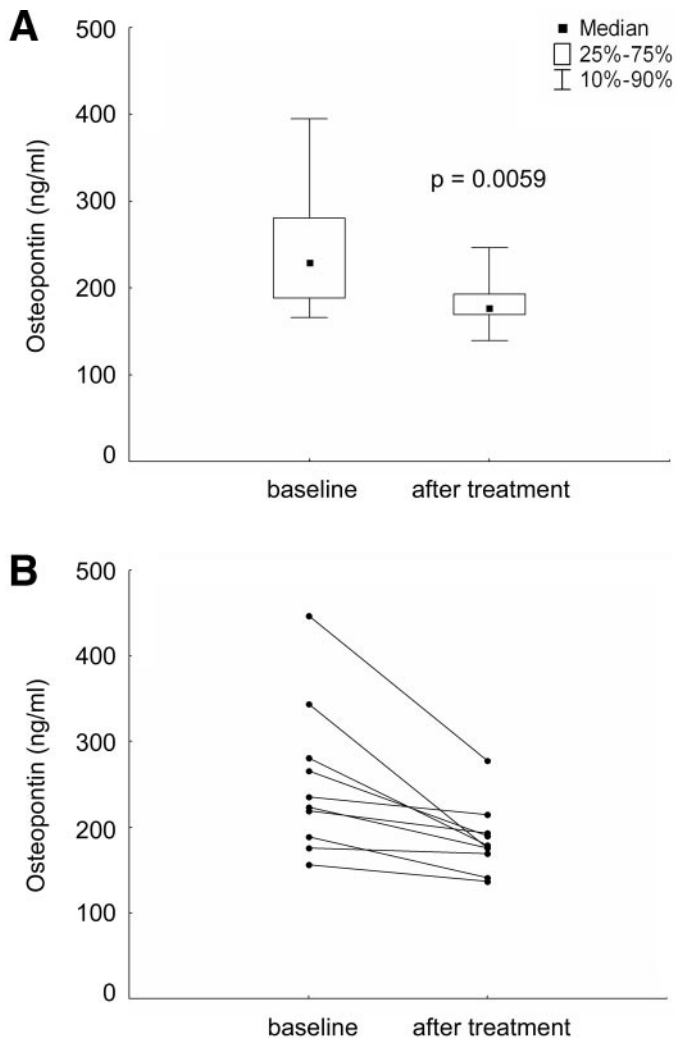 A
500
400
300
200
100
0
Osteopontin (ng/ml)
Median
25%-75%
10%-90%
p = 0.0059
baseline after treatment
B
500
400
300
200
100
0
Osteopontin (ng/ml)
baseline after treatment